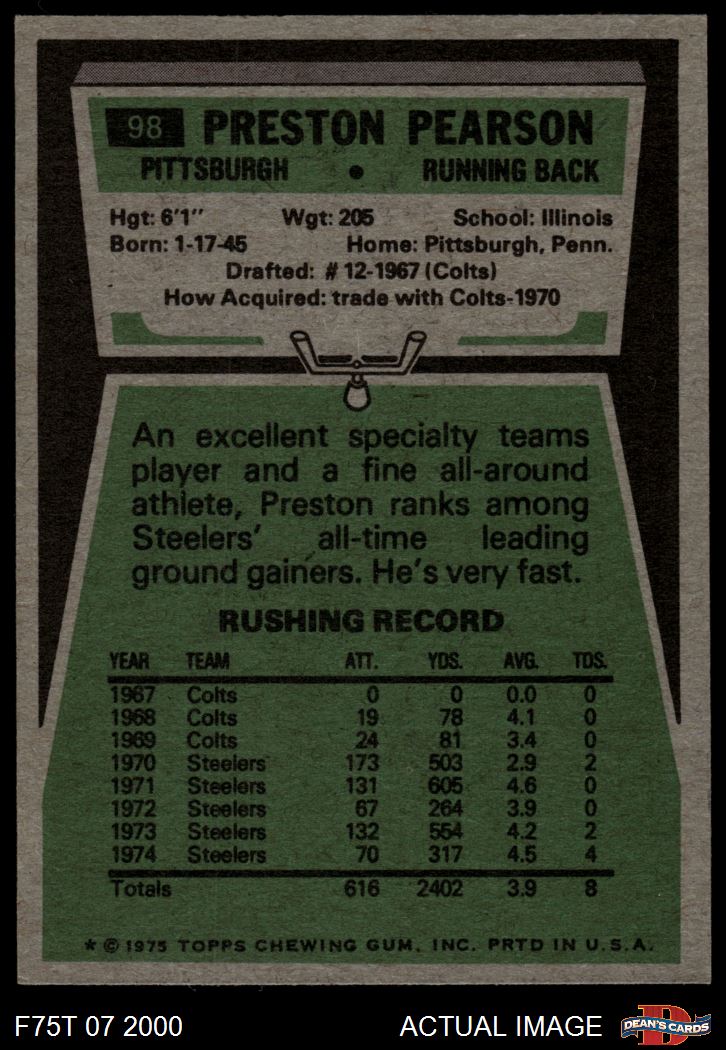 98 PRESTON PEARSON
PITTSBURGH • RUNNING BACK
Hgt: 6'1" Wgt: 205 School: Illinois
Born: 1-17-45 Home: Pittsburgh, Penn.
Drafted: #12-1967 (Colts)
How Acquired: trade with Colts-1970
An excellent specialty teams
player and a fine all-around
athlete, Preston ranks among
Steelers' all-time leading
ground gainers. He's very fast.
RUSHING RECORD
YEAR TEAM ATT. YDS. AVG. TDS.
1967 Colts 0 0 0.0 0
1968 Colts 19 78 4.1 0
1969 Colts 24 81 3.4 0
1970 Steelers 173 503 2.9 2
1971 Steelers 131 605 4.6 0
1972 Steelers 67 264 3.9 0
1973 Steelers 132 554 4.2 2
1974 Steelers 70 317 4.5 4
Totals 616 2402 3.9 8
* © 1975 TOPPS CHEWING GUM, INC. PRTD IN U.S.A.
F75T 07 2000 ACTUAL IMAGE D DEAN'S CARDS